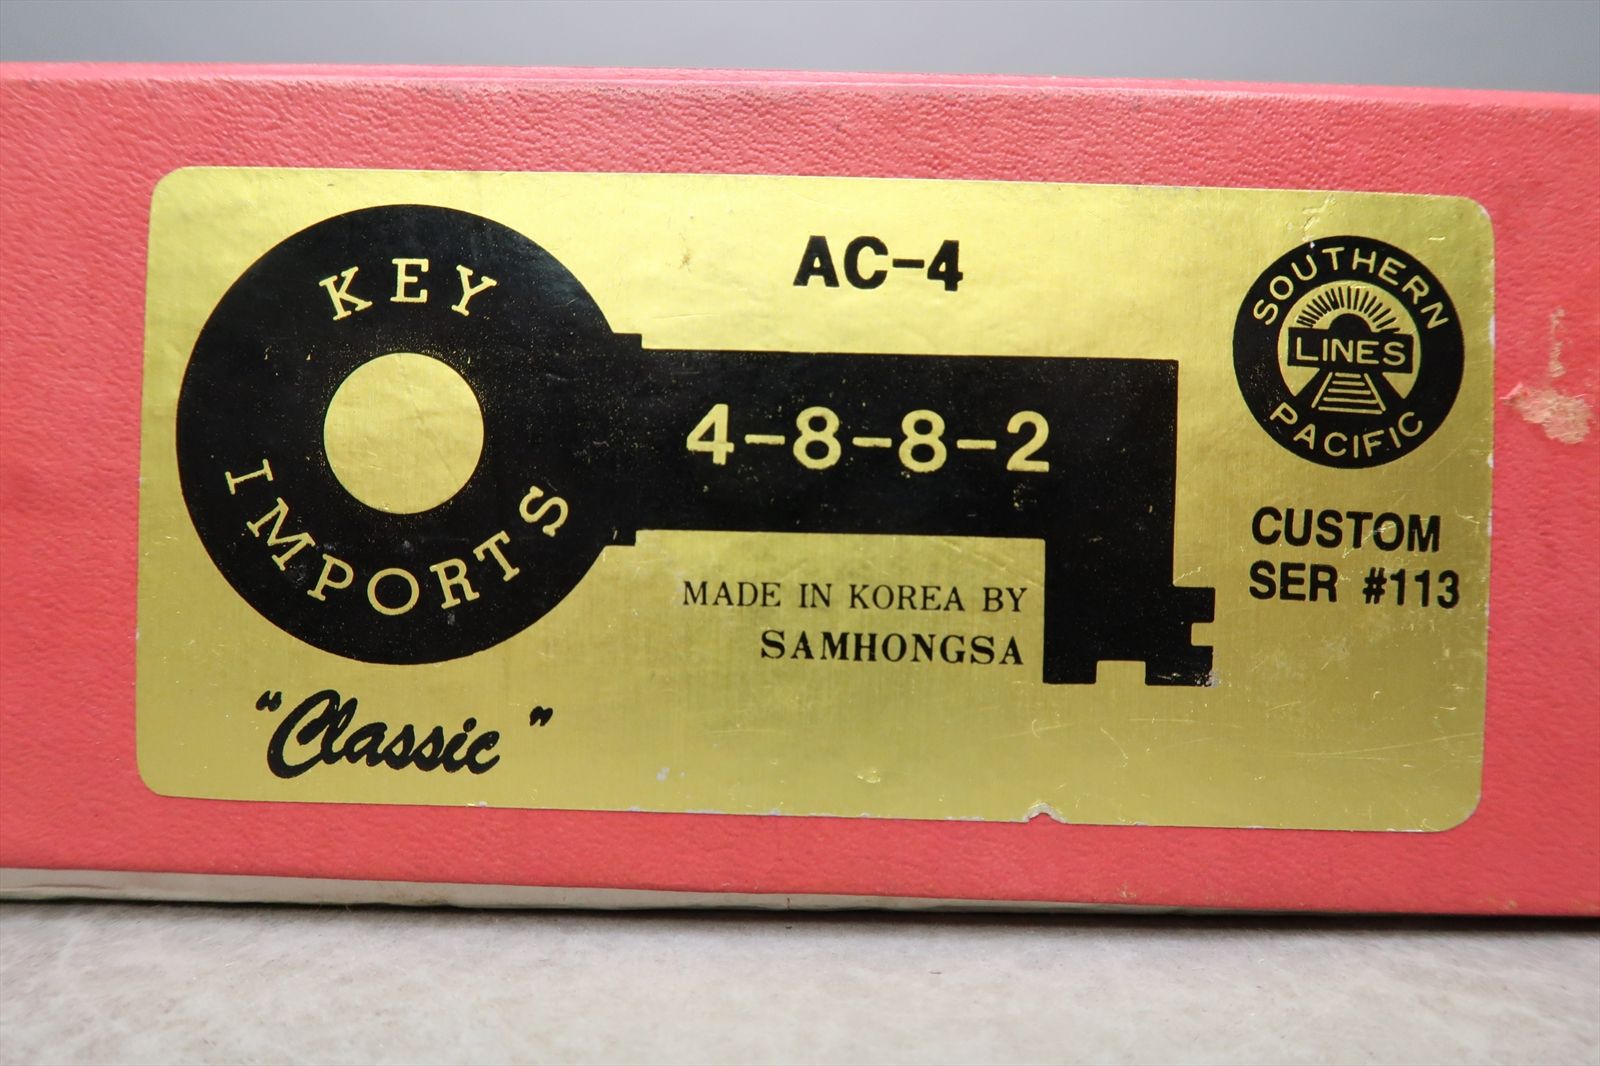 KEY
IMPORTS
"Classic"
AC-4
4-8-8-2
MADE IN KOREA BY
SAMHONGSA
SOUTHERN
LINES
PACIFIC
CUSTOM
SER #113